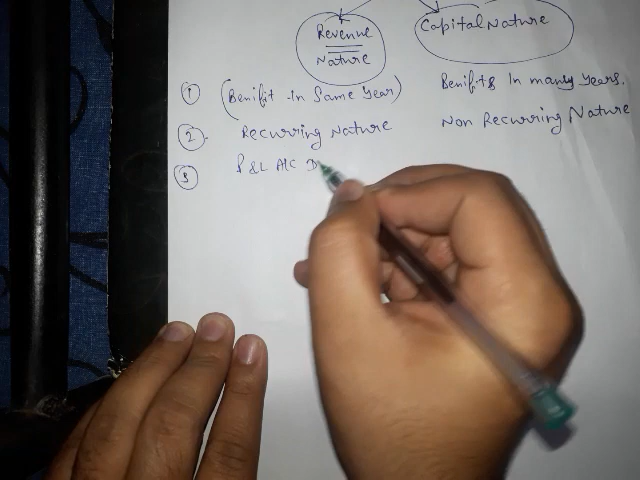 Revenue Nature
Capital Nature
① (Benifit In Same Year) Benifits In many years.
②. Recurring Nature Non Recurring Nature
③ P&L A/C D